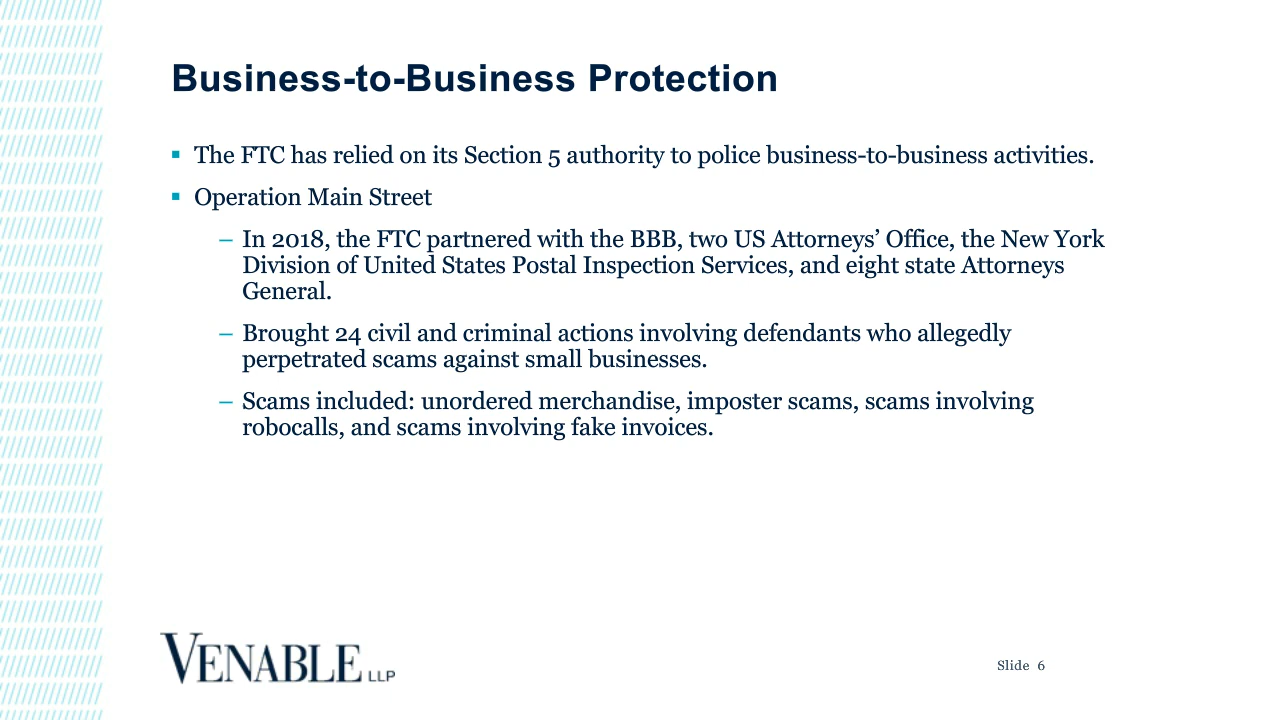 Business-to-Business Protection
▪ The FTC has relied on its Section 5 authority to police business-to-business activities.
▪ Operation Main Street
– In 2018, the FTC partnered with the BBB, two US Attorneys’ Office, the New York
Division of United States Postal Inspection Services, and eight state Attorneys
General.
– Brought 24 civil and criminal actions involving defendants who allegedly
perpetrated scams against small businesses.
– Scams included: unordered merchandise, imposter scams, scams involving
robocalls, and scams involving fake invoices.
VENABLE LLP
Slide 6